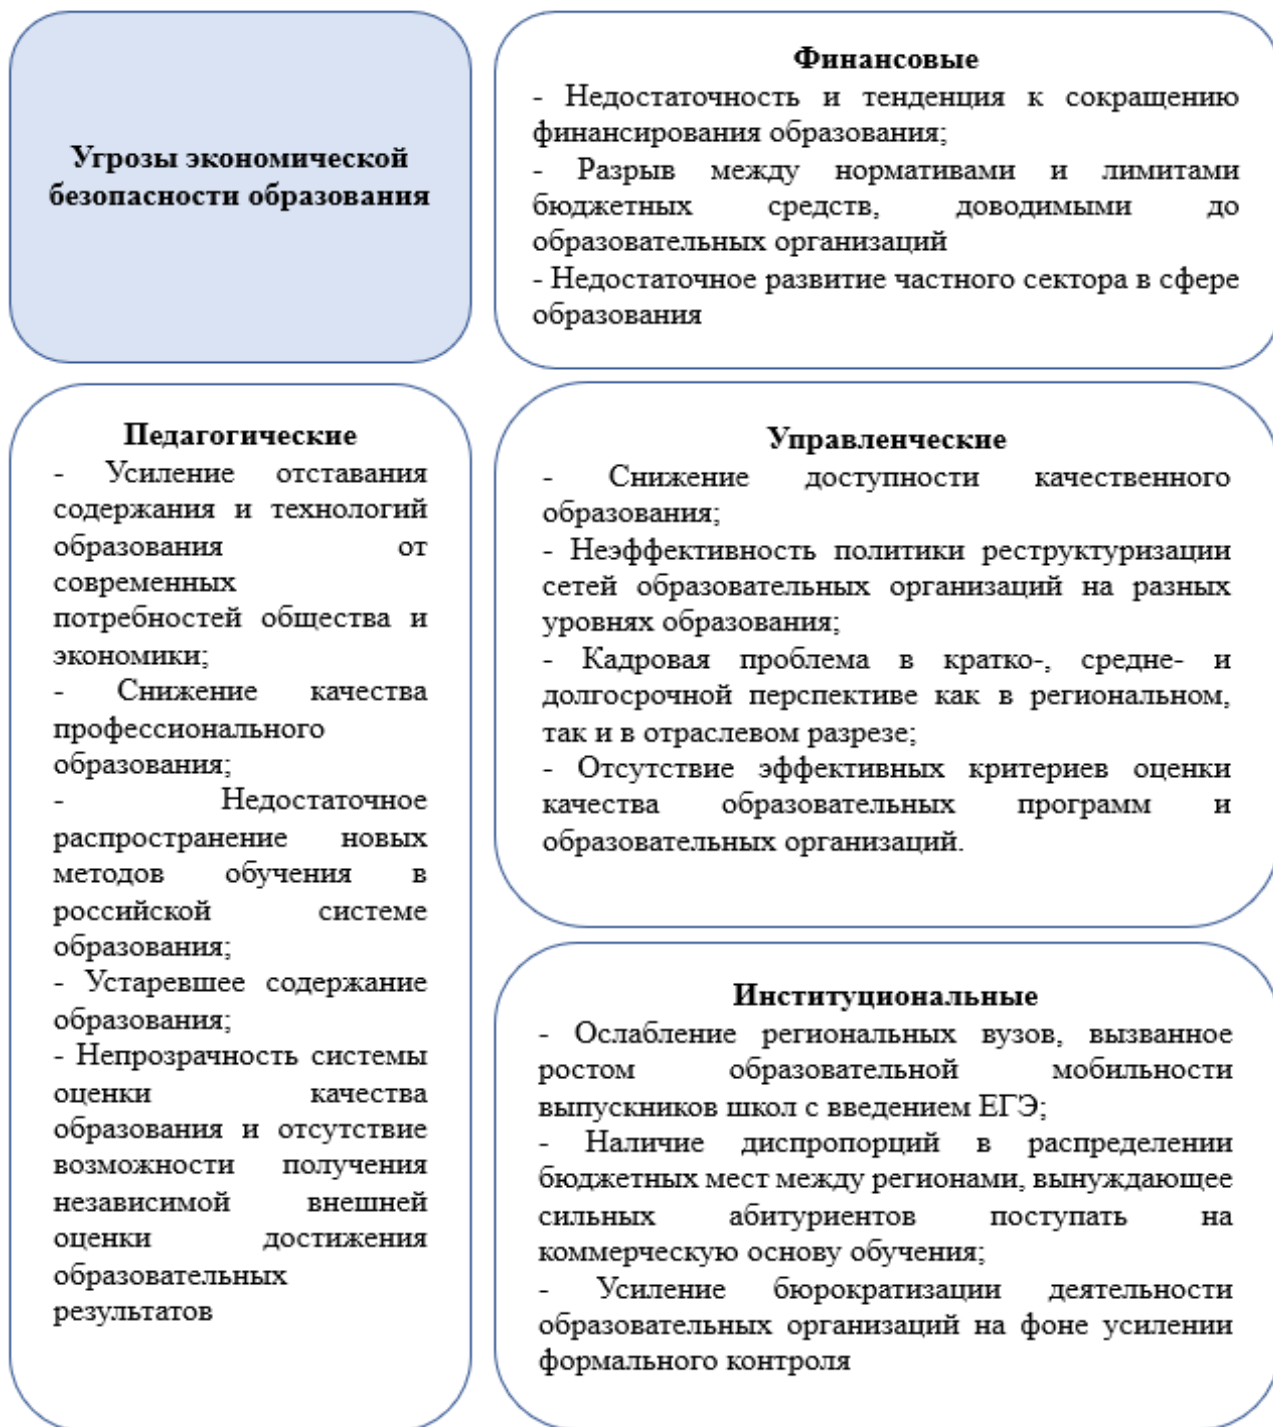 Угрозы экономической
безопасности образования
Финансовые
- Недостаточность и тенденция к сокращению
финансирования образования;
- Разрыв между нормативами и лимитами
бюджетных средств, доводимыми до
образовательных организаций
- Недостаточное развитие частного сектора в сфере
образования
Педагогические
- Усиление отставания
содержания и технологий
образования от
современных
потребностей общества и
экономики;
- Снижение качества
профессионального
образования;
- Недостаточное
распространение новых
методов обучения в
российской системе
образования;
- Устаревшее содержание
образования;
- Непрозрачность системы
оценки качества
образования и отсутствие
возможности получения
независимой внешней
оценки достижения
образовательных
результатов
Управленческие
- Снижение доступности качественного
образования;
- Неэффективность политики реструктуризации
сетей образовательных организаций на разных
уровнях образования;
- Кадровая проблема в кратко-, средне- и
долгосрочной перспективе как в региональном,
так и в отраслевом разрезе;
- Отсутствие эффективных критериев оценки
качества образовательных программ и
образовательных организаций.
Институциональные
- Ослабление региональных вузов, вызванное
ростом образовательной мобильности
выпускников школ с введением ЕГЭ;
- Наличие диспропорций в распределении
бюджетных мест между регионами, вынуждающее
сильных абитуриентов поступать на
коммерческую основу обучения;
- Усиление бюрократизации деятельности
образовательных организаций на фоне усилении
формального контроля